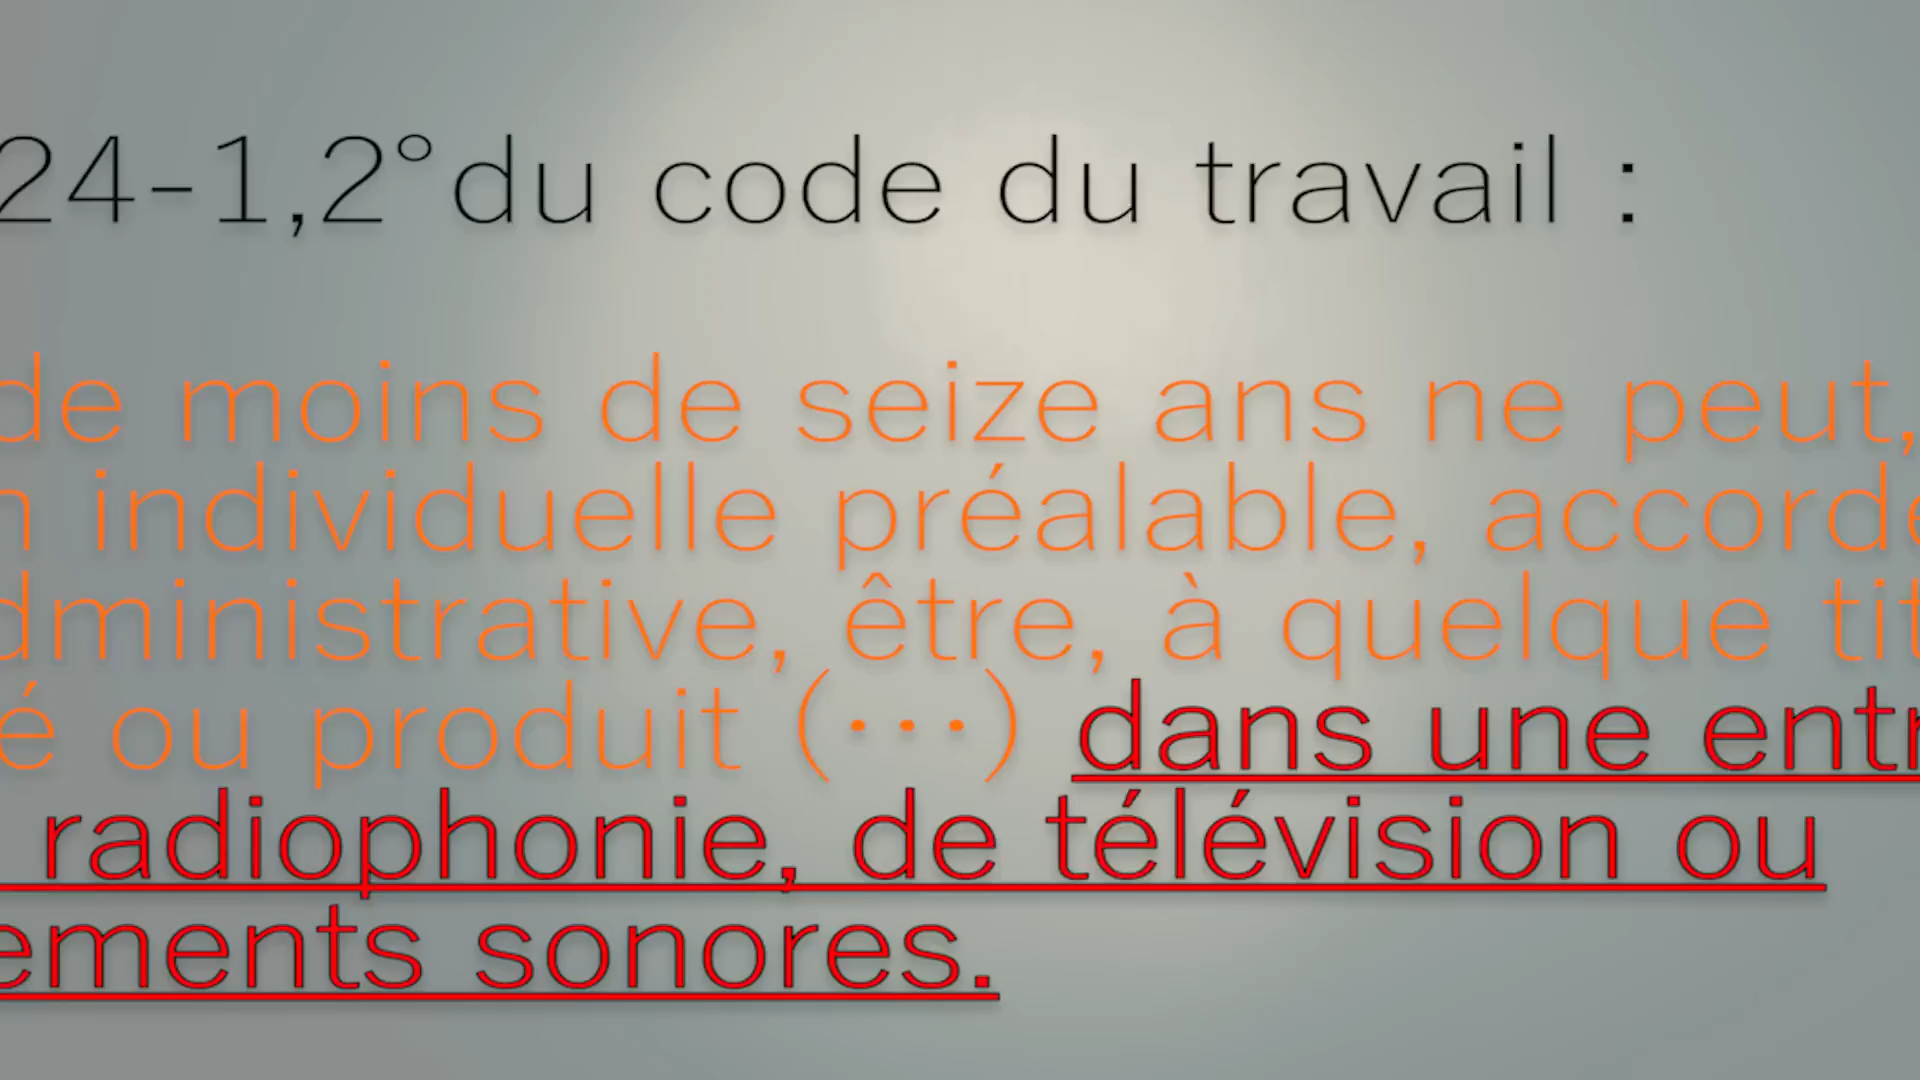 24-1,2°du code du travail :
de moins de seize ans ne peut,
n individuelle préalable, accordé
dministrative, être, à quelque tit
é ou produit (...) dans une entr
radiophonie, de télévision ou
ements sonores.